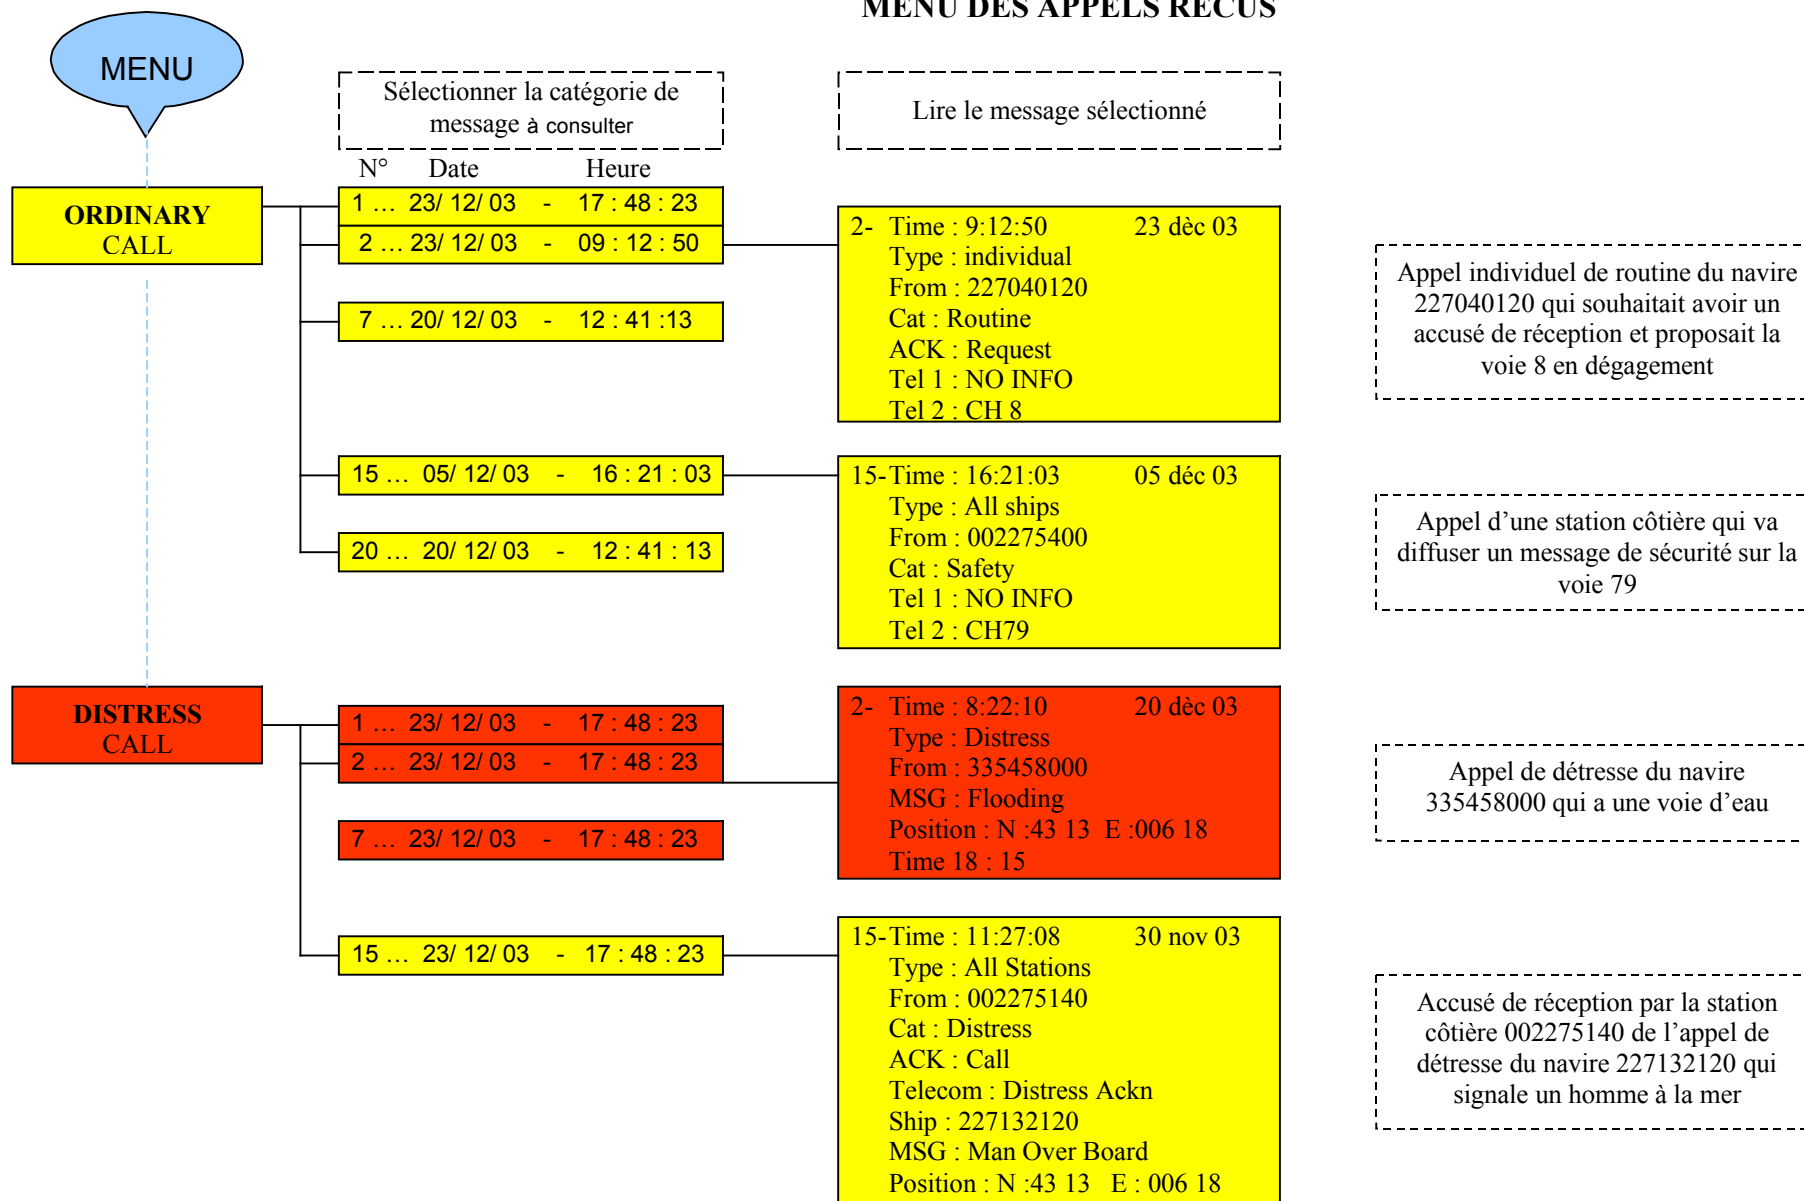 MENU DES APPELS RECUS
MENU
Sélectionner la catégorie de
message à consulter
Lire le message sélectionné
N° Date Heure
ORDINARY
CALL
1 … 23/ 12/ 03 - 17 : 48 : 23
2 … 23/ 12/ 03 - 09 : 12 : 50
7 … 20/ 12/ 03 - 12 : 41 :13
15 … 05/ 12/ 03 - 16 : 21 : 03
20 … 20/ 12/ 03 - 12 : 41 : 13
2- Time : 9:12:50 23 dèc 03
Type : individual
From : 227040120
Cat : Routine
ACK : Request
Tel 1 : NO INFO
Tel 2 : CH 8
Appel individuel de routine du navire
227040120 qui souhaitait avoir un
accusé de réception et proposait la
voie 8 en dégagement
15-Time : 16:21:03 05 déc 03
Type : All ships
From : 002275400
Cat : Safety
Tel 1 : NO INFO
Tel 2 : CH79
Appel d’une station côtière qui va
diffuser un message de sécurité sur la
voie 79
DISTRESS
CALL
1 … 23/ 12/ 03 - 17 : 48 : 23
2 … 23/ 12/ 03 - 17 : 48 : 23
7 … 23/ 12/ 03 - 17 : 48 : 23
15 … 23/ 12/ 03 - 17 : 48 : 23
2- Time : 8:22:10 20 dèc 03
Type : Distress
From : 335458000
MSG : Flooding
Position : N :43 13 E :006 18
Time 18 : 15
Appel de détresse du navire
335458000 qui a une voie d’eau
15-Time : 11:27:08 30 nov 03
Type : All Stations
From : 002275140
Cat : Distress
ACK : Call
Telecom : Distress Ackn
Ship : 227132120
MSG : Man Over Board
Position : N :43 13 E : 006 18
Accusé de réception par la station
côtière 002275140 de l’appel de
détresse du navire 227132120 qui
signale un homme à la mer